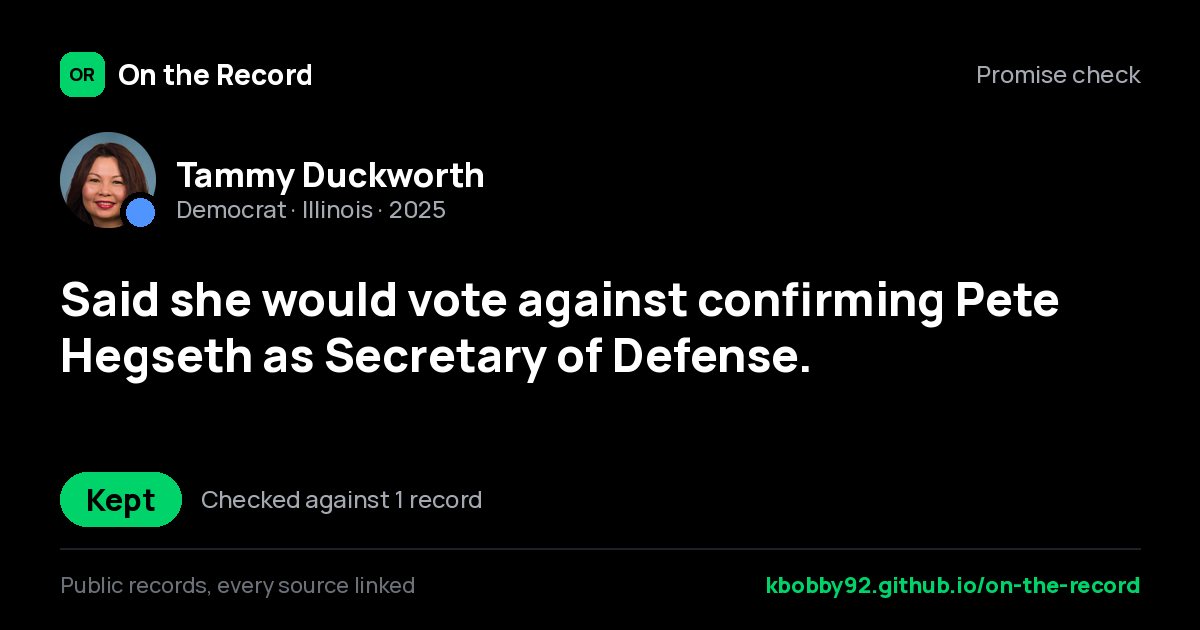 OR On the Record
Promise check
Tammy Duckworth
Democrat · Illinois · 2025
Said she would vote against confirming Pete
Hegseth as Secretary of Defense.
Kept
Checked against 1 record
Public records, every source linked
kbobby92.github.io/on-the-record